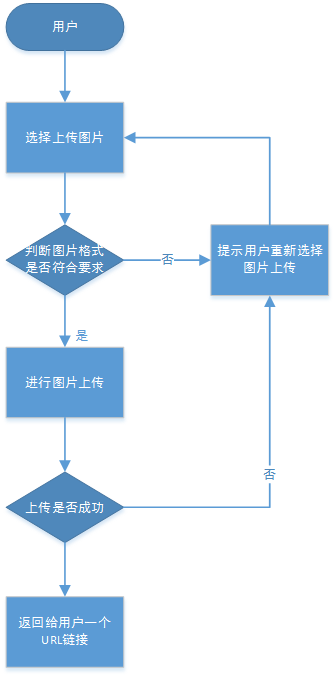 用户
选择上传图片
判断图片格式
是否符合要求
否
提示用户重新选择
图片上传
是
进行图片上传
否
上传是否成功
返回给用户一个
URL链接